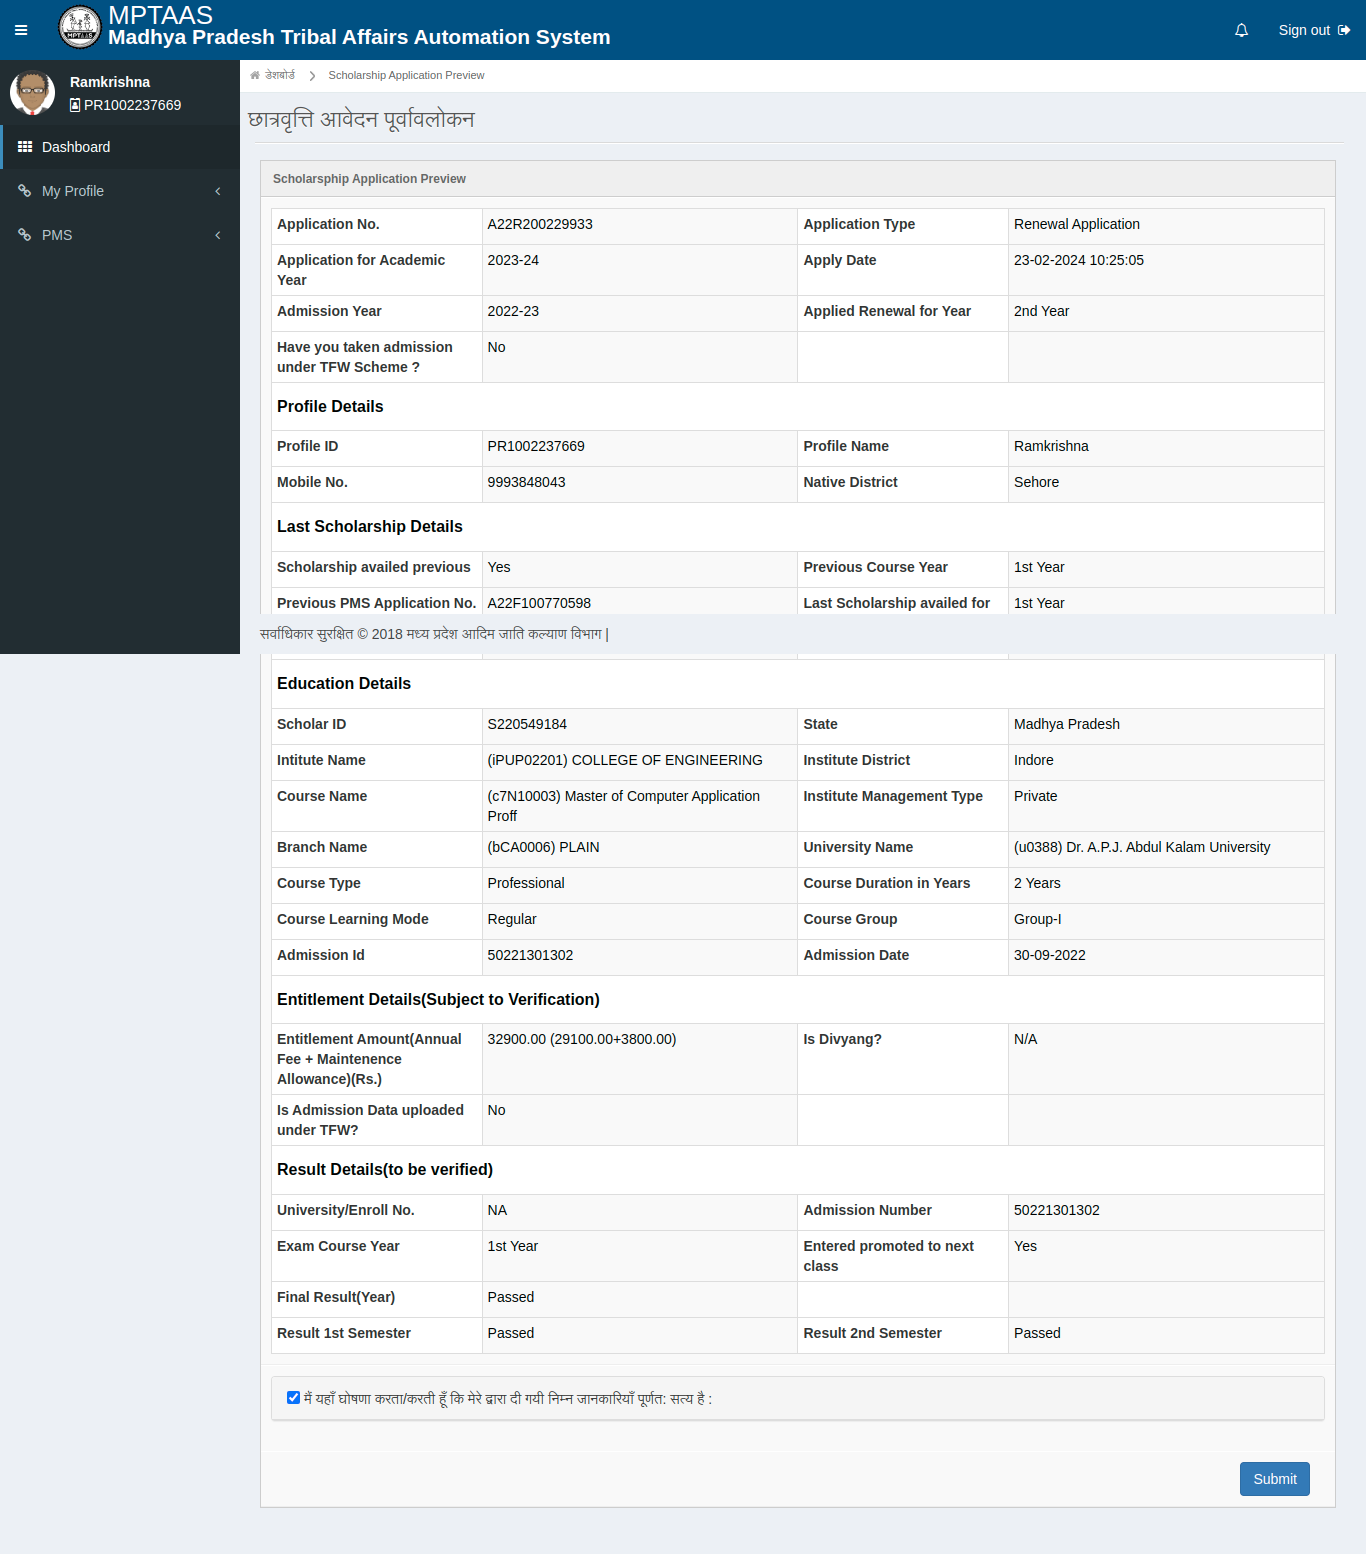 MPTAAS
Madhya Pradesh Tribal Affairs Automation System
Sign out
Ramkrishna
PR1002237669
Dashboard
My Profile
PMS
डेशबोर्ड > Scholarship Application Preview
छात्रवृत्ति आवेदन पूर्वावलोकन
Scholarsphip Application Preview
Application No. A22R200229933 Application Type Renewal Application
Application for Academic Year 2023-24 Apply Date 23-02-2024 10:25:05
Admission Year 2022-23 Applied Renewal for Year 2nd Year
Have you taken admission under TFW Scheme ? No
Profile Details
Profile ID PR1002237669 Profile Name Ramkrishna
Mobile No. 9993848043 Native District Sehore
Last Scholarship Details
Scholarship availed previous Yes Previous Course Year 1st Year
Previous PMS Application No. A22F100770598 Last Scholarship availed for 1st Year
सर्वाधिकार सुरक्षित © 2018 मध्य प्रदेश आदिम जाति कल्याण विभाग |
Education Details
Scholar ID S220549184 State Madhya Pradesh
Intitute Name (iPUP02201) COLLEGE OF ENGINEERING Institute District Indore
Course Name (c7N10003) Master of Computer Application Proff Institute Management Type Private
Branch Name (bCA0006) PLAIN University Name (u0388) Dr. A.P.J. Abdul Kalam University
Course Type Professional Course Duration in Years 2 Years
Course Learning Mode Regular Course Group Group-I
Admission Id 50221301302 Admission Date 30-09-2022
Entitlement Details(Subject to Verification)
Entitlement Amount(Annual Fee + Maintenence Allowance)(Rs.) 32900.00 (29100.00+3800.00) Is Divyang? N/A
Is Admission Data uploaded under TFW? No
Result Details(to be verified)
University/Enroll No. NA Admission Number 50221301302
Exam Course Year 1st Year Entered promoted to next class Yes
Final Result(Year) Passed
Result 1st Semester Passed Result 2nd Semester Passed
मैं यहाँ घोषणा करता/करती हूँ कि मेरे द्वारा दी गयी निम्न जानकारियाँ पूर्णत: सत्य है :
Submit